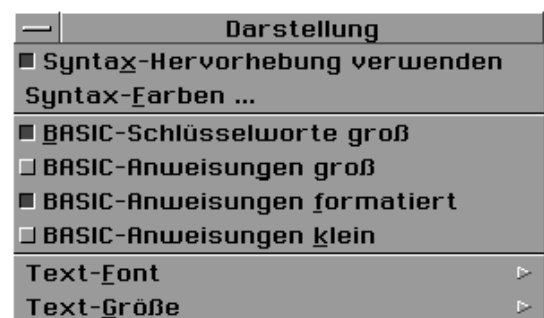 Darstellung
Syntax-Hervorhebung verwenden
Syntax-Farben ...
BASIC-Schlüsselworte groß
BASIC-Anweisungen groß
BASIC-Anweisungen formatiert
BASIC-Anweisungen klein
Text-Font
Text-Größe